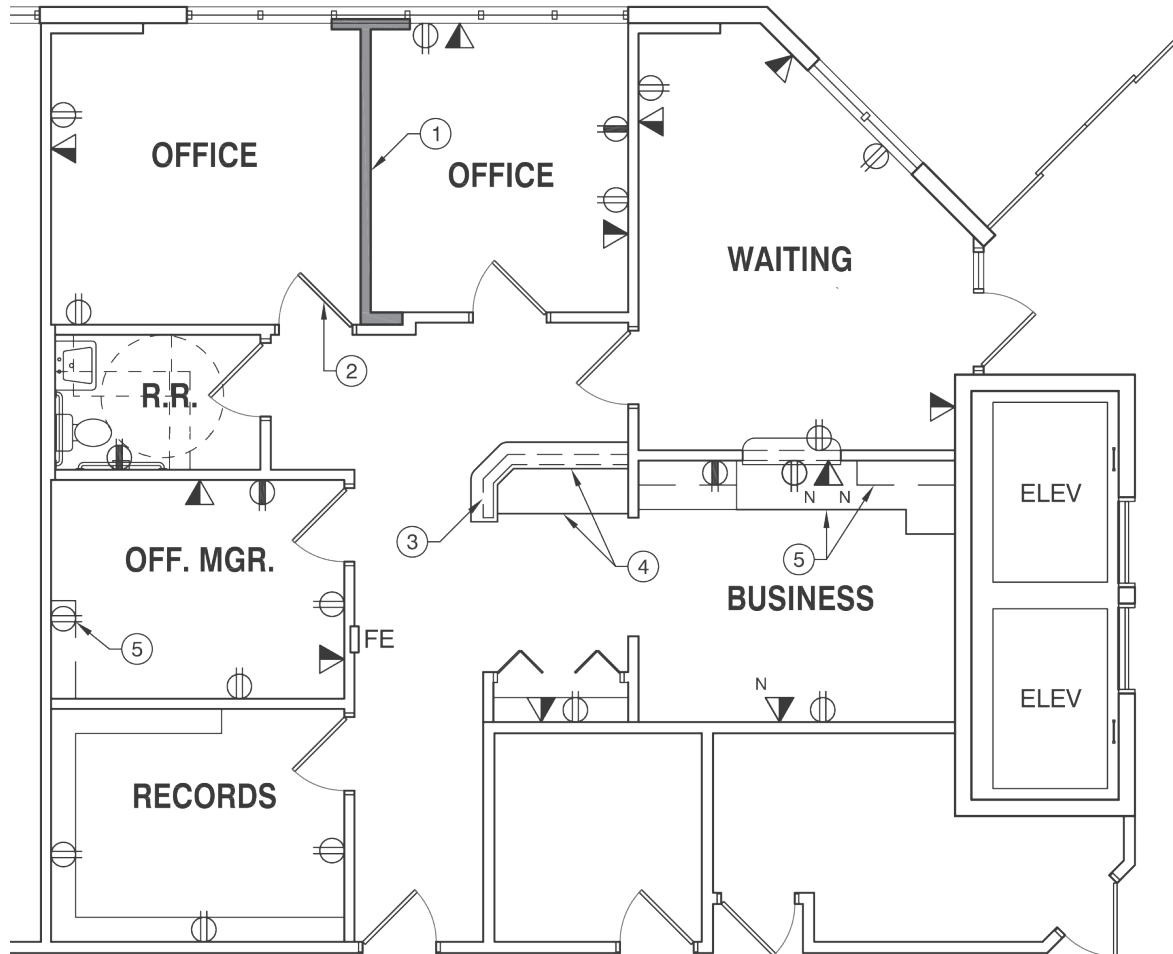 1
OFFICE
OFFICE
WAITING
2
R.R.
ELEV
N N
3
4
5
OFF. MGR.
BUSINESS
5
FE
N
ELEV
RECORDS